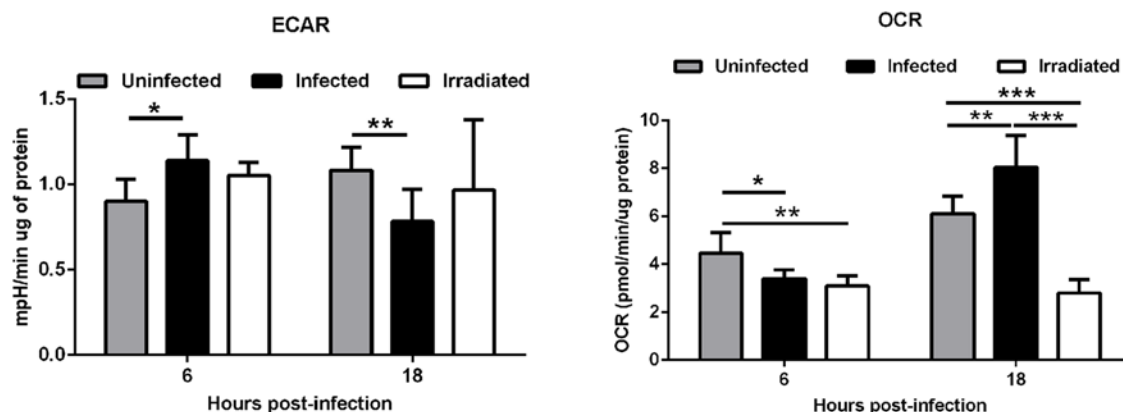 ECAR
Uninfected Infected Irradiated
mpH/min ug of protein
1.5
1.0
0.5
0.0
* **
6 18
Hours post-infection
OCR
Uninfected Infected Irradiated
OCR (pmol/min/ug protein)
10
8
6
4
2
0
***
** ***
*
**
6 18
Hours post-infection